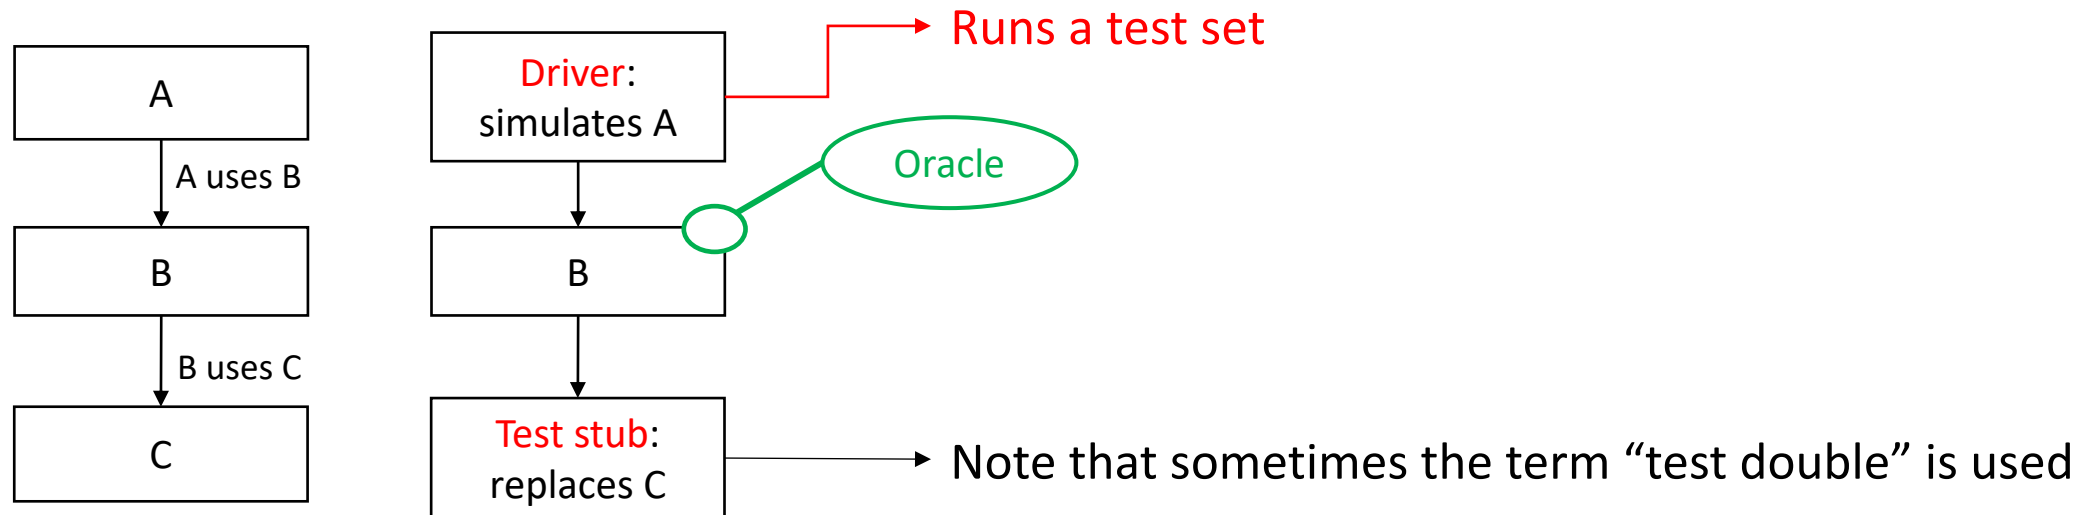 A
A uses B
B
B uses C
C
Driver:
simulates A
Runs a test set
Oracle
B
Test stub:
replaces C
Note that sometimes the term “test double” is used